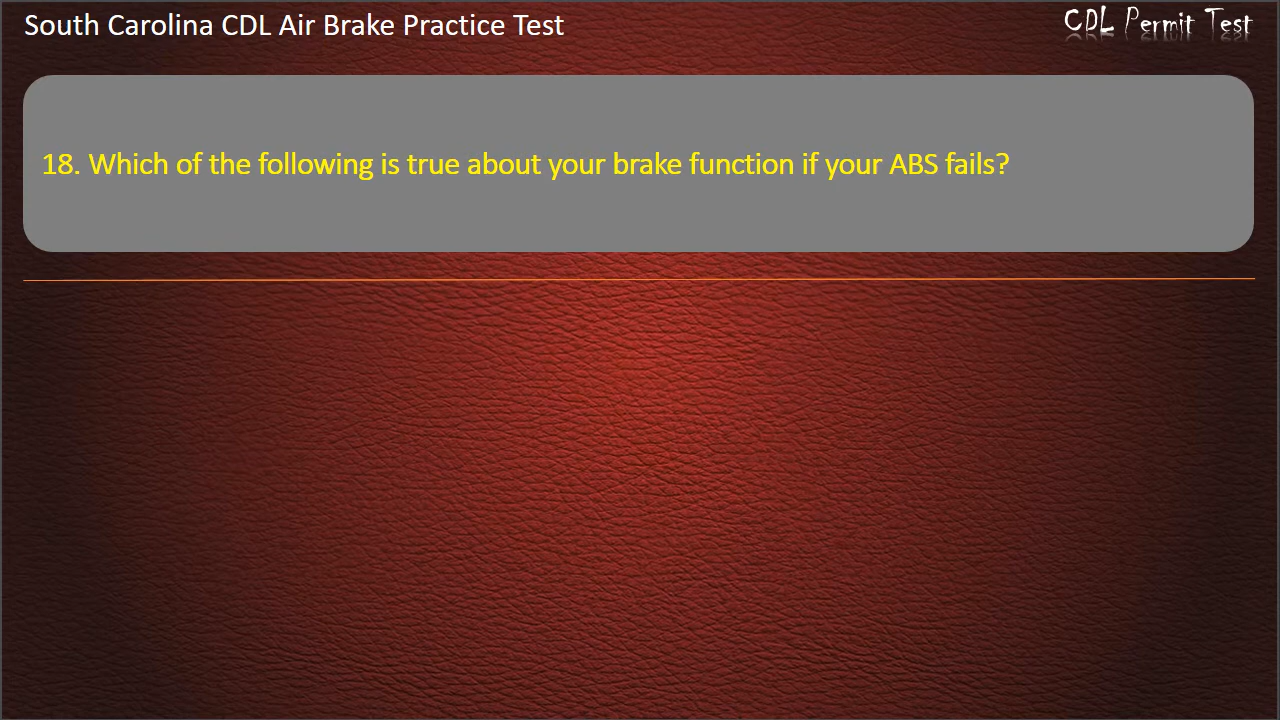 South Carolina CDL Air Brake Practice Test
CDL Permit Test
18. Which of the following is true about your brake function if your ABS fails?